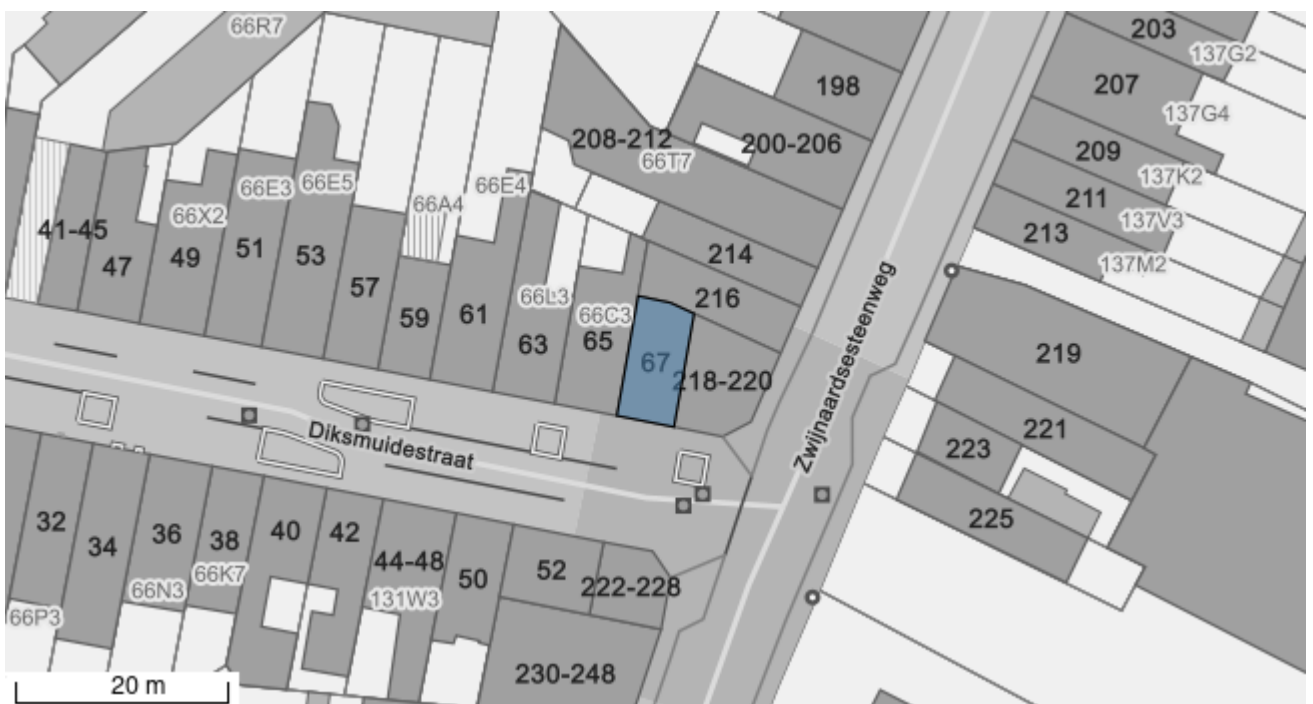 66R7
203
137G2
198
207
137G4
208-212
200-206
66T7
209
137K2
66E3
66E5
66A4
66E4
211
137V3
66X2
41-45
47
49
51
53
213
137M2
214
57
59
61
63
66L3
66C3
65
216
67
218-220
Zwijnaardsesteenweg
219
Diksmuidestraat
221
223
225
32
34
36
38
40
42
44-48
50
52
222-228
66P3
66N3
66K7
131W3
230-248
20 m